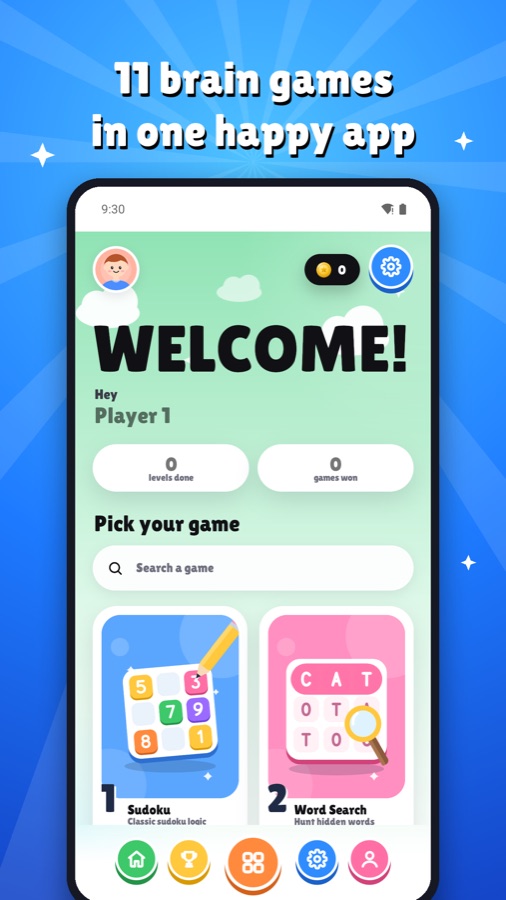 11 brain games
in one happy app
9:30
0
WELCOME!
Hey
Player 1
0
levels done
0
games won
Pick your game
Search a game
5 3
7 9
8 1
C A T
O T
T O
1
Sudoku
Classic sudoku logic
2
Word Search
Hunt hidden words